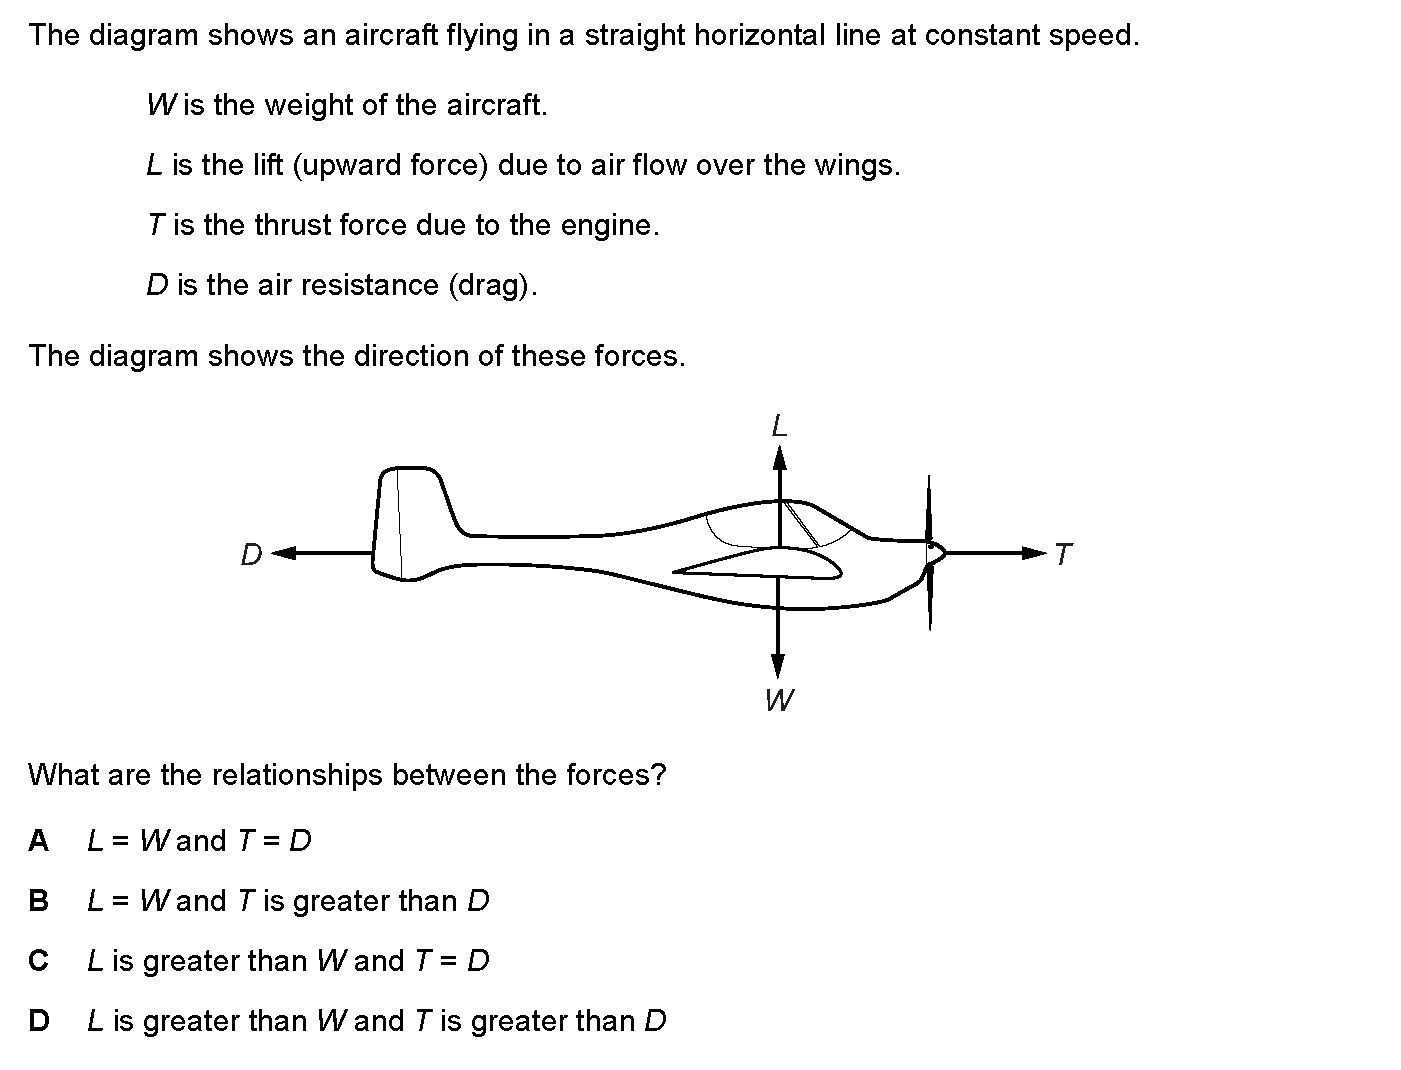 The diagram shows an aircraft flying in a straight horizontal line at constant speed.
W is the weight of the aircraft.
L is the lift (upward force) due to air flow over the wings.
T is the thrust force due to the engine.
D is the air resistance (drag).
The diagram shows the direction of these forces.
L
D
T
W
What are the relationships between the forces?
A L = W and T = D
B L = W and T is greater than D
C L is greater than W and T = D
D L is greater than W and T is greater than D